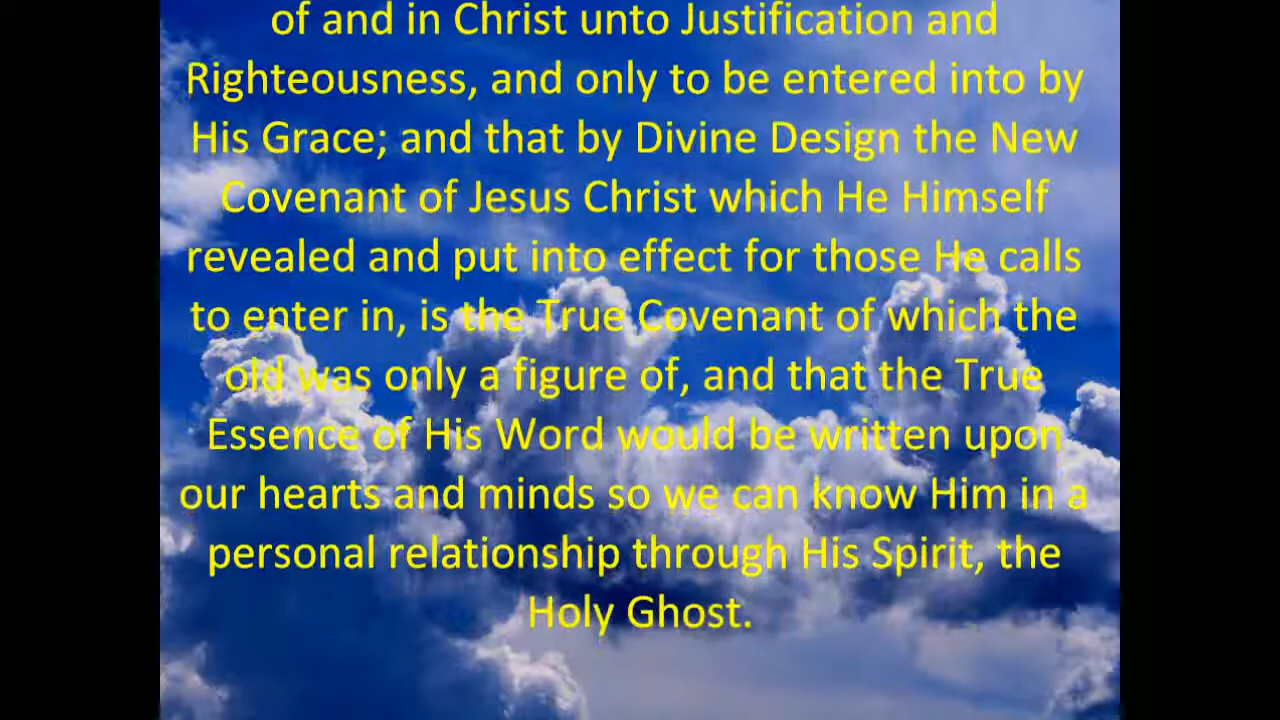 of and in Christ unto Justification and
Righteousness, and only to be entered into by
His Grace; and that by Divine Design the New
Covenant of Jesus Christ which He Himself
revealed and put into effect for those He calls
to enter in, is the True Covenant of which the
old was only a figure of, and that the True
Essence of His Word would be written upon
our hearts and minds so we can know Him in a
personal relationship through His Spirit, the
Holy Ghost.